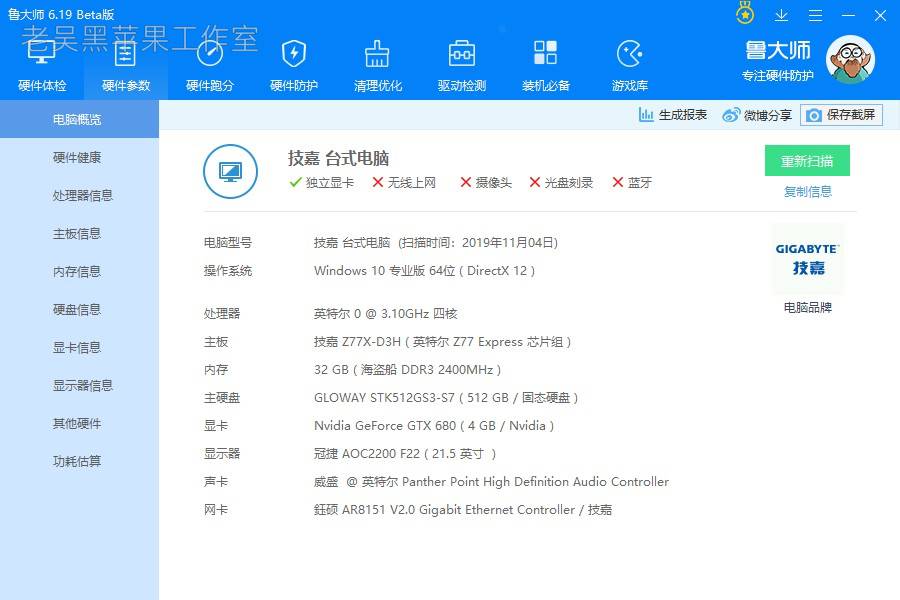 鲁大师 6.19 Beta版
老吴黑苹果工作室
硬件体检 硬件参数 硬件跑分 硬件防护 清理优化 驱动检测 装机必备 游戏库
鲁大师
专注硬件防护
生成报表 微博分享 保存截屏
电脑概览
硬件健康
处理器信息
主板信息
内存信息
硬盘信息
显卡信息
显示器信息
其他硬件
功耗估算
技嘉 台式电脑
独立显卡 无线上网 摄像头 光盘刻录 蓝牙
重新扫描
复制信息
电脑型号 技嘉 台式电脑 (扫描时间：2019年11月04日)
操作系统 Windows 10 专业版 64位 ( DirectX 12 )
GIGABYTE™
技嘉
电脑品牌
处理器 英特尔 0 @ 3.10GHz 四核
主板 技嘉 Z77X-D3H ( 英特尔 Z77 Express 芯片组 )
内存 32 GB ( 海盗船 DDR3 2400MHz )
主硬盘 GLOWAY STK512GS3-S7 ( 512 GB / 固态硬盘 )
显卡 Nvidia GeForce GTX 680 ( 4 GB / Nvidia )
显示器 冠捷 AOC2200 F22 ( 21.5 英寸 )
声卡 威盛 @ 英特尔 Panther Point High Definition Audio Controller
网卡 鈺硕 AR8151 V2.0 Gigabit Ethernet Controller / 技嘉